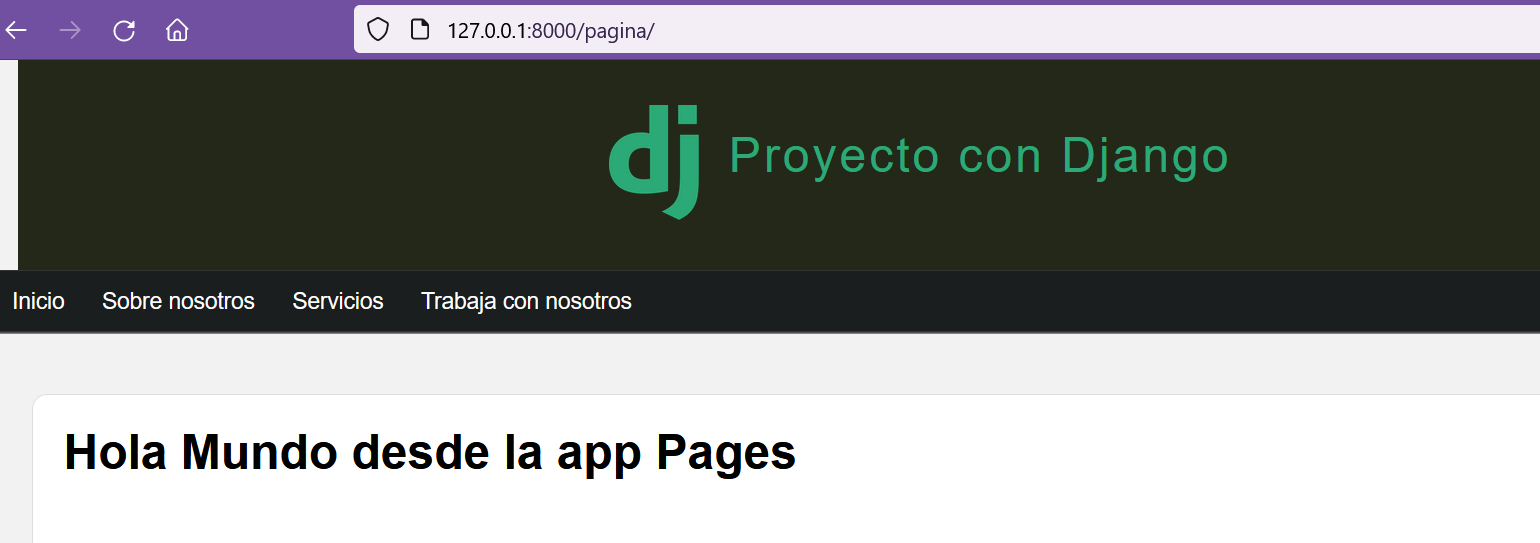 127.0.0.1:8000/pagina/
dj Proyecto con Django
Inicio Sobre nosotros Servicios Trabaja con nosotros
Hola Mundo desde la app Pages